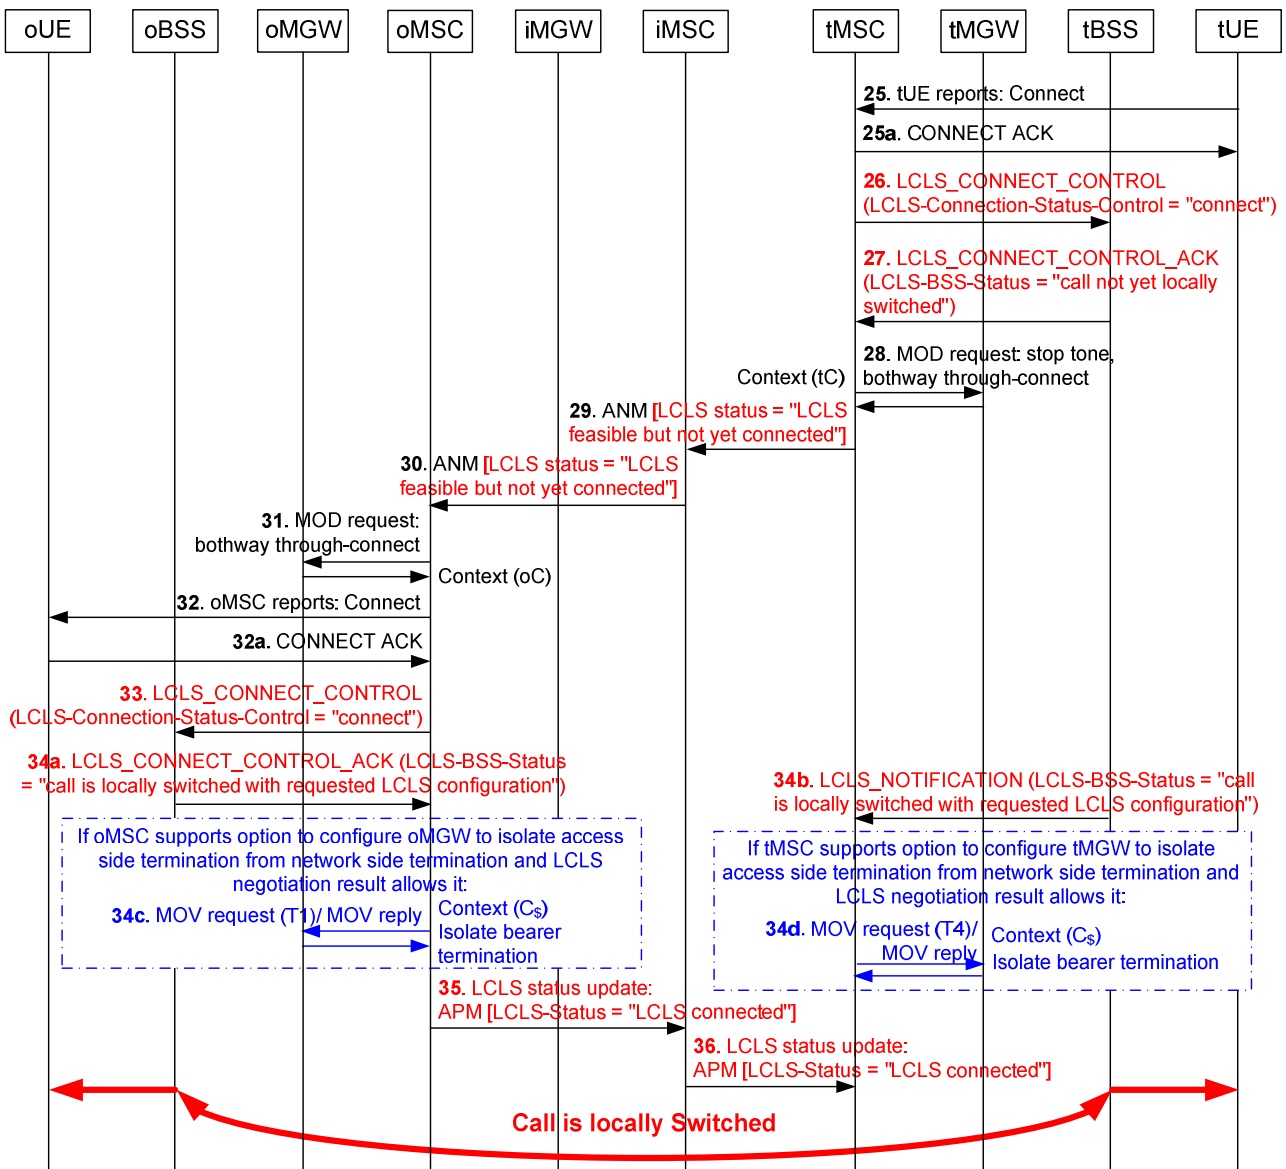 oUE
oBSS
oMGW
oMSC
iMGW
iMSC
tMSC
tMGW
tBSS
tUE
25. tUE reports: Connect
25a. CONNECT ACK
26. LCLS_CONNECT_CONTROL
(LCLS-Connection-Status-Control = "connect")
27. LCLS_CONNECT_CONTROL_ACK
(LCLS-BSS-Status = "call not yet locally
switched")
28. MOD request: stop tone,
bothway through-connect
Context (tC)
29. ANM [LCLS status = "LCLS
feasible but not yet connected"]
30. ANM [LCLS status = "LCLS
feasible but not yet connected"]
31. MOD request:
bothway through-connect
Context (oC)
32. oMSC reports: Connect
32a. CONNECT ACK
33. LCLS_CONNECT_CONTROL
(LCLS-Connection-Status-Control = "connect")
34a. LCLS_CONNECT_CONTROL_ACK (LCLS-BSS-Status
= "call is locally switched with requested LCLS configuration")
34b. LCLS_NOTIFICATION (LCLS-BSS-Status = "call
is locally switched with requested LCLS configuration")
If oMSC supports option to configure oMGW to isolate access
side termination from network side termination and LCLS
negotiation result allows it:
34c. MOV request (T1)/ MOV reply
Context (C$)
Isolate bearer
termination
If tMSC supports option to configure tMGW to isolate
access side termination from network side termination and
LCLS negotiation result allows it:
34d. MOV request (T4)/
MOV reply
Context (C$)
Isolate bearer termination
35. LCLS status update:
APM [LCLS-Status = "LCLS connected"]
36. LCLS status update:
APM [LCLS-Status = "LCLS connected"]
Call is locally Switched